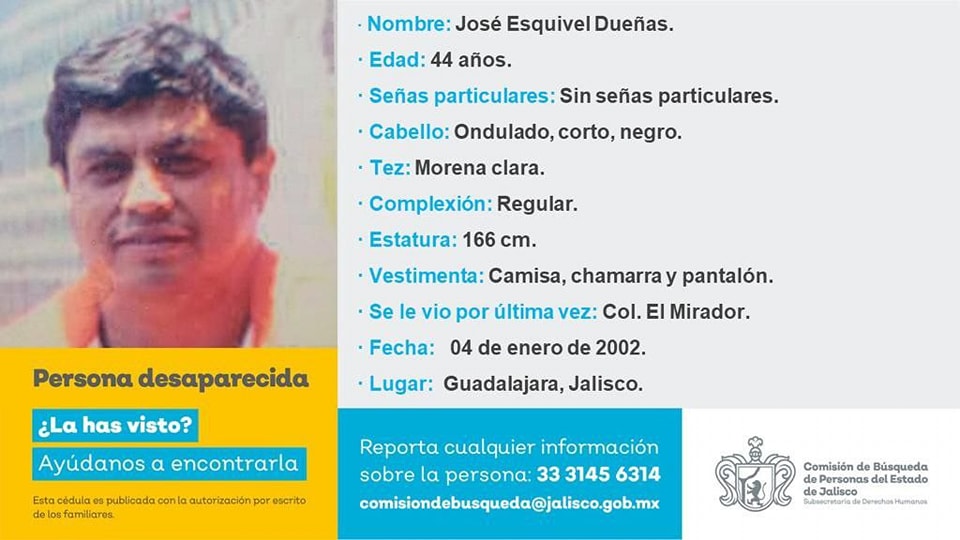 · Nombre: José Esquivel Dueñas.
· Edad: 44 años.
· Señas particulares: Sin señas particulares.
· Cabello: Ondulado, corto, negro.
· Tez: Morena clara.
· Complexión: Regular.
· Estatura: 166 cm.
· Vestimenta: Camisa, chamarra y pantalón.
· Se le vio por última vez: Col. El Mirador.
· Fecha: 04 de enero de 2002.
· Lugar: Guadalajara, Jalisco.
Persona desaparecida
¿La has visto?
Ayúdanos a encontrarla
Esta cédula es publicada con la autorización por escrito
de los familiares.
Reporta cualquier información
sobre la persona: 33 3145 6314
comisiondebusqueda@jalisco.gob.mx
Comisión de Búsqueda
de Personas del Estado
de Jalisco
Subsecretaría de Derechos Humanos